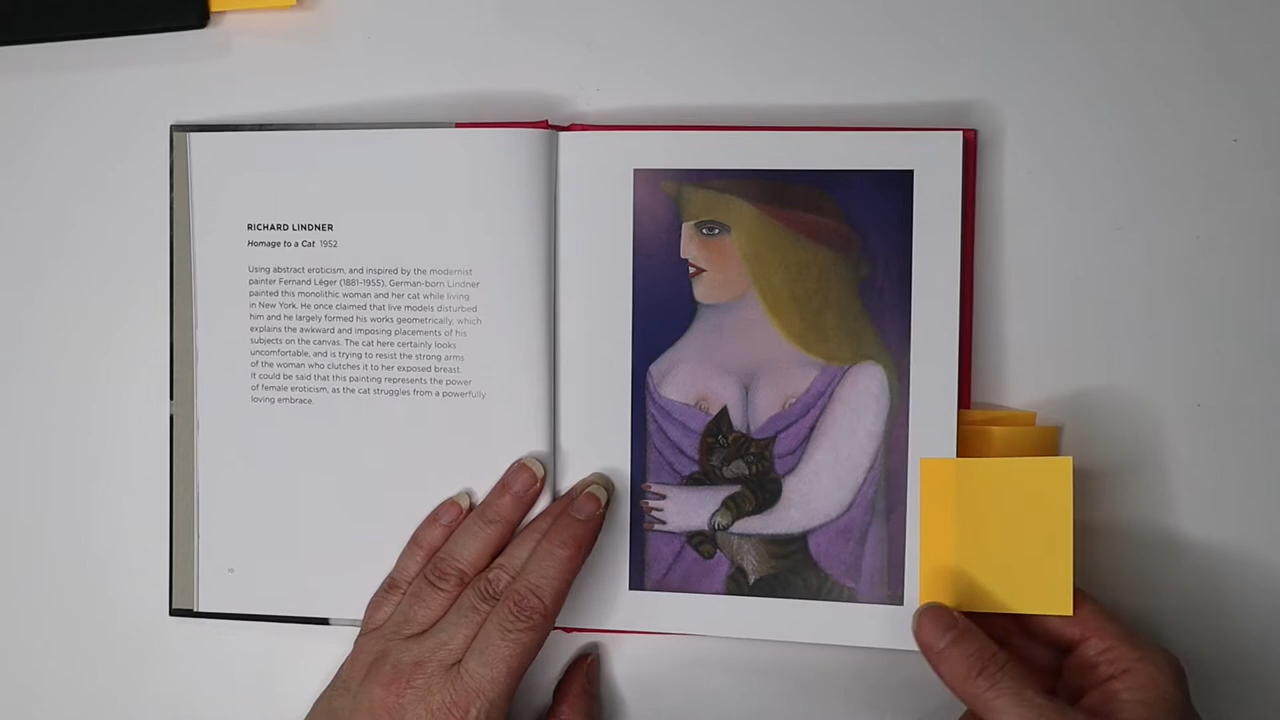 RICHARD LINDNER
Homage to a Cat 1952
Using abstract eroticism, and inspired by the modernist
painter Fernand Léger (1881–1955), German-born Lindner
painted this monolithic woman and her cat while living
in New York. He once claimed that live models disturbed
him and he largely formed his works geometrically, which
explains the awkward and imposing placements of his
subjects on the canvas. The cat here certainly looks
uncomfortable, and is trying to resist the strong arms
of the woman who clutches it to her exposed breast.
It could be said that this painting represents the power
of female eroticism, as the cat struggles from a powerfully
loving embrace.
10